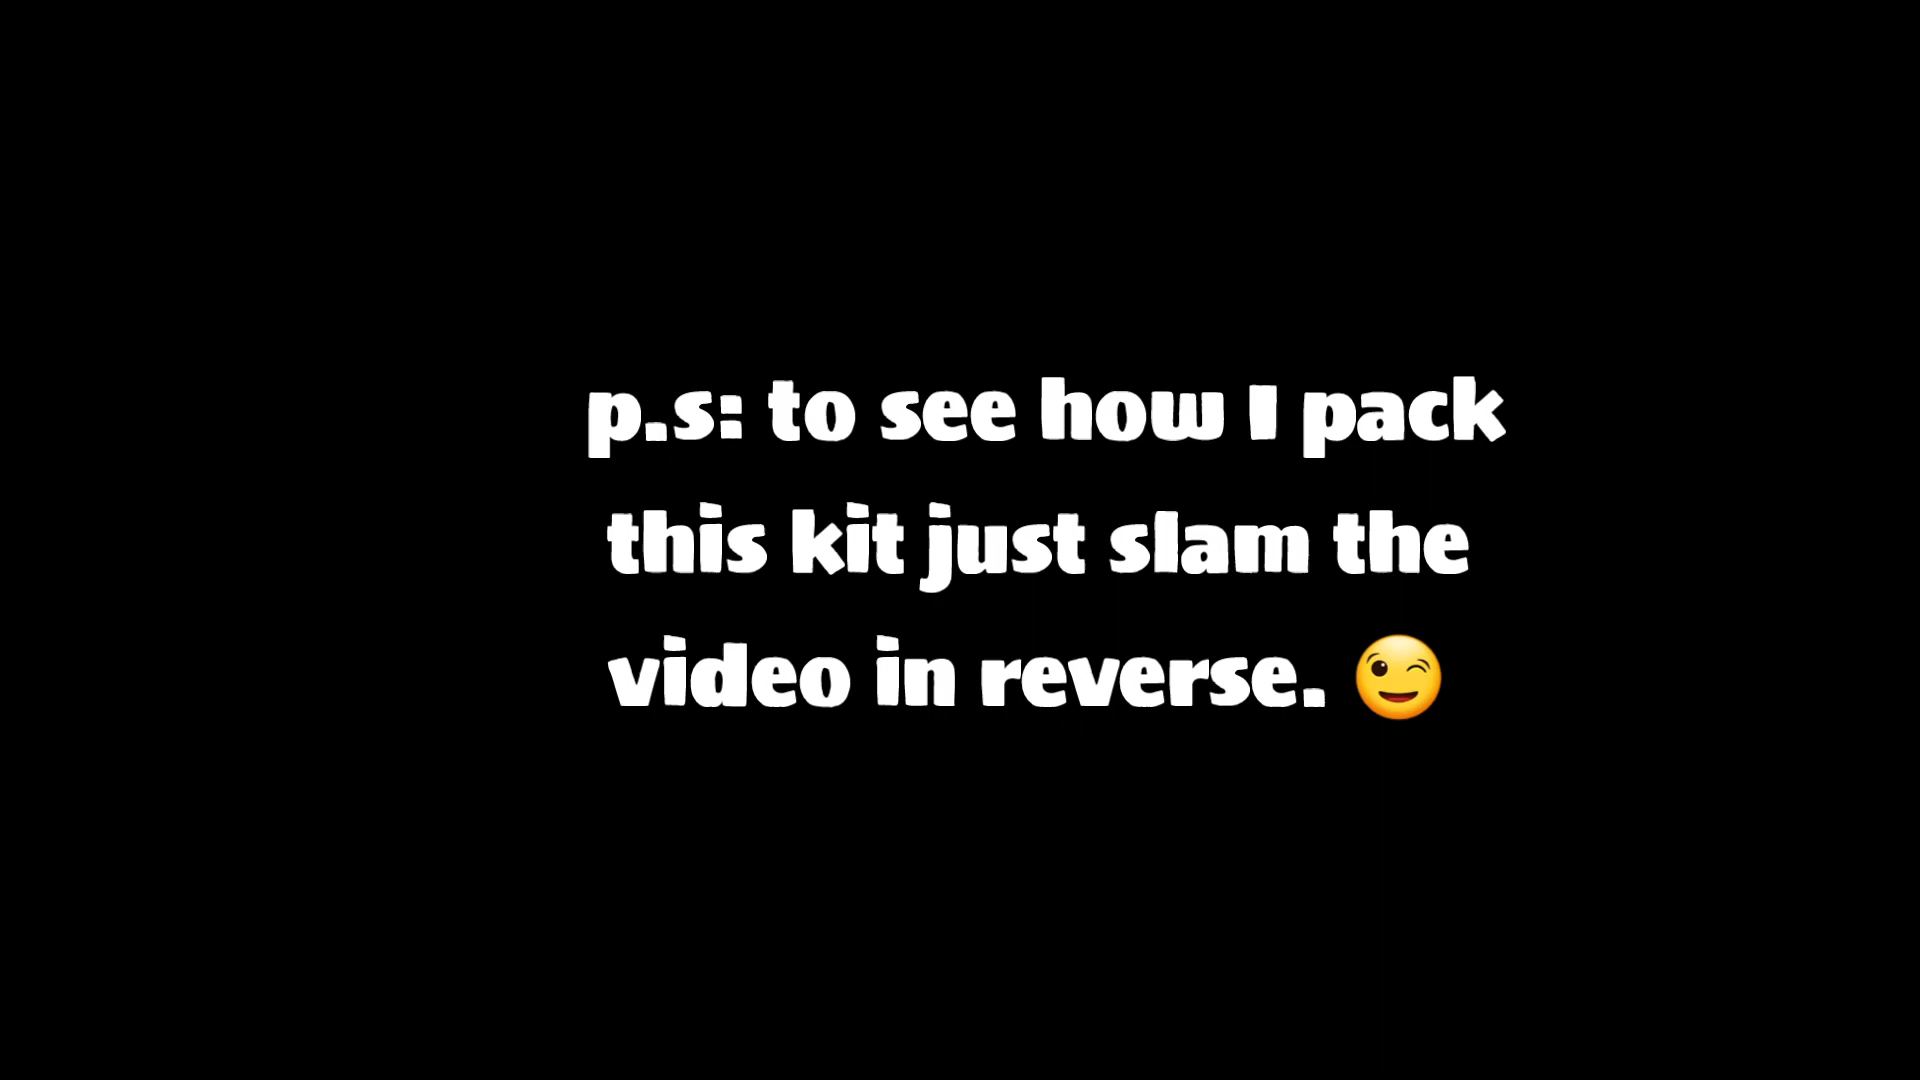 p.s: to see how I pack
this kit just slam the
video in reverse. 😉